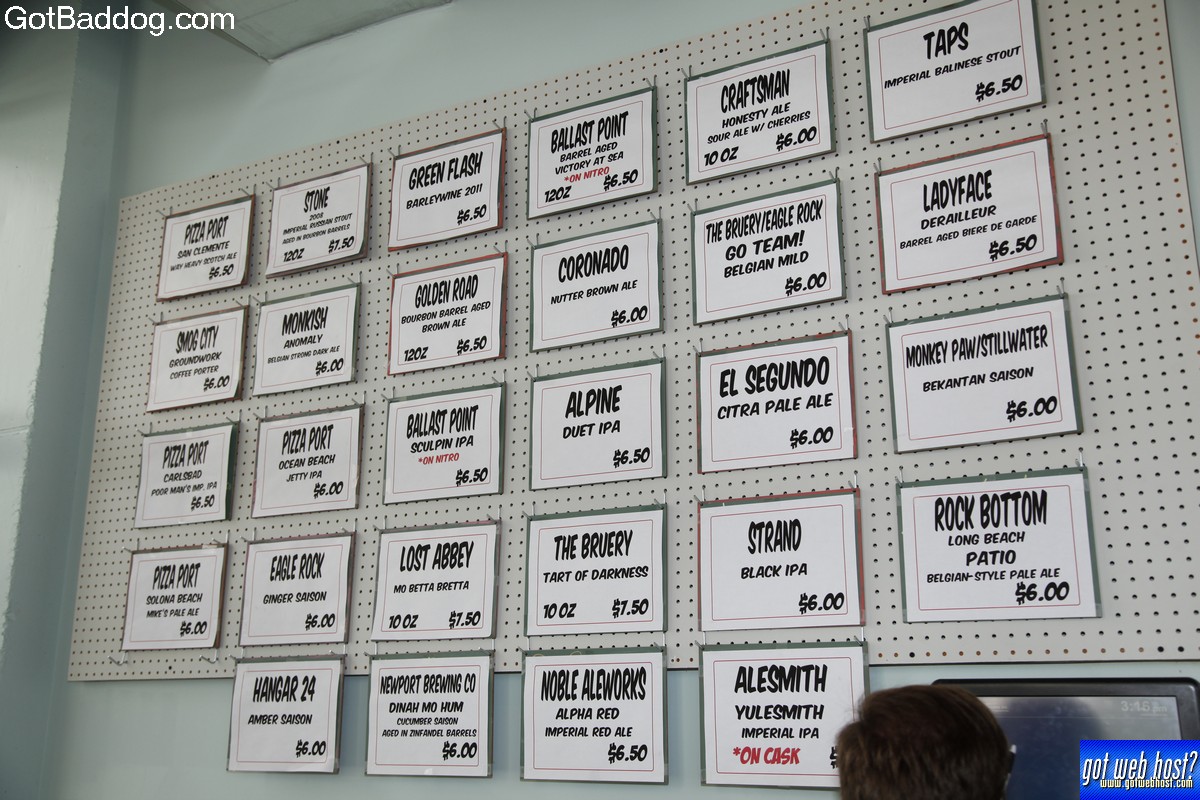 GotBaddog.com
PIZZA PORT
SAN CLEMENTE
WAY HEAVY SCOTCH ALE
$6.50
STONE
2008
IMPERIAL RUSSIAN STOUT
AGED IN BOURBON BARRELS
12OZ $7.50
GREEN FLASH
BARLEYWINE 2011
$6.50
BALLAST POINT
BARREL AGED
VICTORY AT SEA
*ON NITRO
12OZ $6.50
CRAFTSMAN
HONESTY ALE
SOUR ALE W/ CHERRIES
10 OZ $6.00
TAPS
IMPERIAL BALINESE STOUT
$6.50
SMOG CITY
GROUNDWORK
COFFEE PORTER
$6.00
MONKISH
ANOMALY
BELGIAN STRONG DARK ALE
$6.00
GOLDEN ROAD
BOURBON BARREL AGED
BROWN ALE
12OZ $6.50
CORONADO
NUTTER BROWN ALE
$6.00
THE BRUERY/EAGLE ROCK
GO TEAM!
BELGIAN MILD
$6.00
LADYFACE
DERAILLEUR
BARREL AGED BIERE DE GARDE
$6.50
PIZZA PORT
CARLSBAD
POOR MAN'S IMP. IPA
$6.50
PIZZA PORT
OCEAN BEACH
JETTY IPA
$6.00
BALLAST POINT
SCULPIN IPA
*ON NITRO
$6.50
ALPINE
DUET IPA
$6.50
EL SEGUNDO
CITRA PALE ALE
$6.00
MONKEY PAW/STILLWATER
BEKANTAN SAISON
$6.00
PIZZA PORT
SOLONA BEACH
MIKE'S PALE ALE
$6.00
EAGLE ROCK
GINGER SAISON
$6.00
LOST ABBEY
MO BETTA BRETTA
10 OZ $7.50
THE BRUERY
TART OF DARKNESS
10 OZ $7.50
STRAND
BLACK IPA
$6.00
ROCK BOTTOM
LONG BEACH
PATIO
BELGIAN-STYLE PALE ALE
$6.00
HANGAR 24
AMBER SAISON
$6.00
NEWPORT BREWING CO
DINAH MO HUM
CUCUMBER SAISON
AGED IN ZINFANDEL BARRELS
$6.00
NOBLE ALEWORKS
ALPHA RED
IMPERIAL RED ALE
$6.50
ALESMITH
YULESMITH
IMPERIAL IPA
*ON CASK
got web host?
www.gotwebhost.com